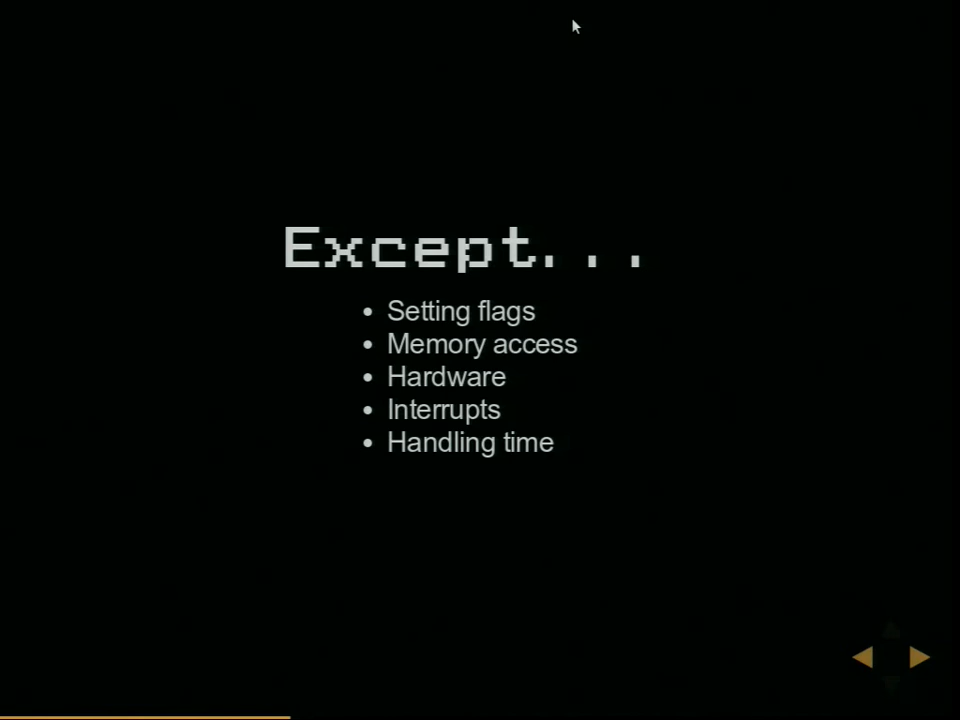 Except...
• Setting flags
• Memory access
• Hardware
• Interrupts
• Handling time